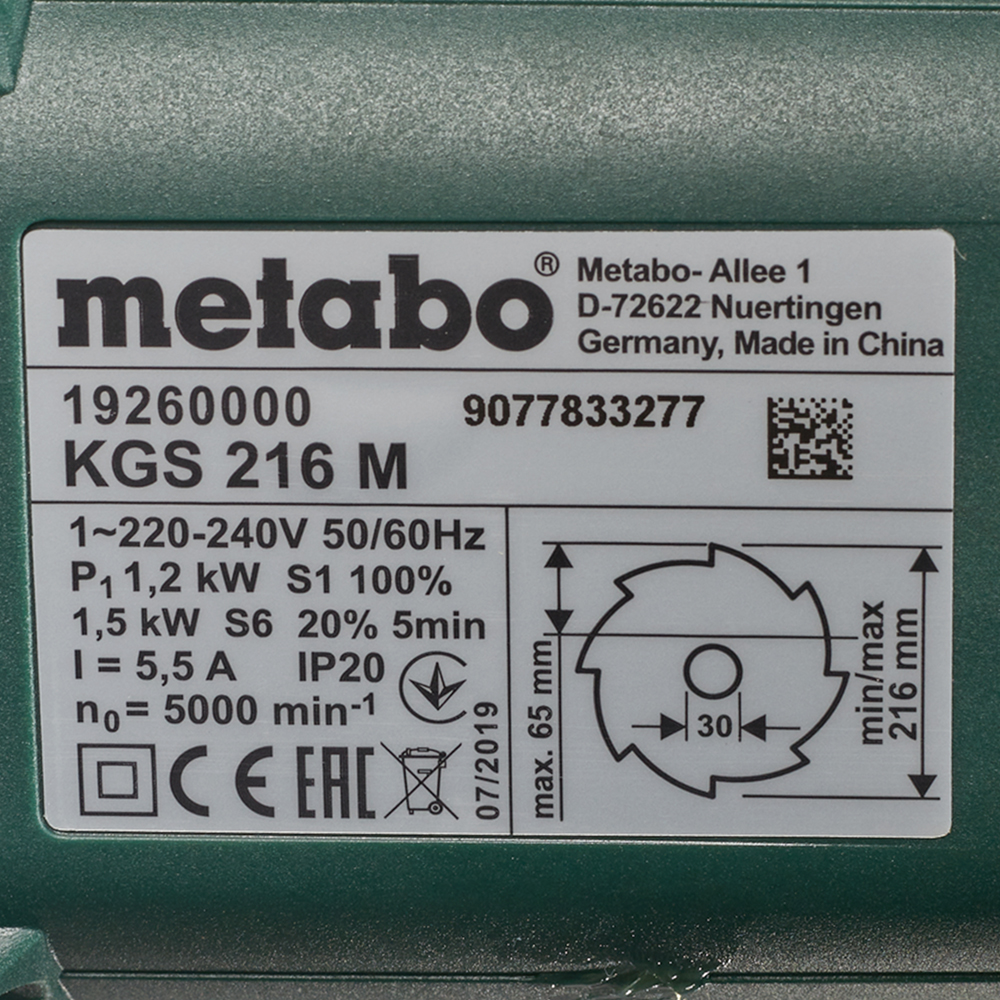 metabo®
Metabo- Allee 1
D-72622 Nuertingen
Germany, Made in China
19260000
9077833277
KGS 216 M
1~220-240V 50/60Hz
P₁ 1,2 kW S1 100%
1,5 kW S6 20% 5min
I = 5,5 A IP20
n₀= 5000 min⁻¹
CE EAC
07/2019
max. 65 mm
30
min/max
216 mm